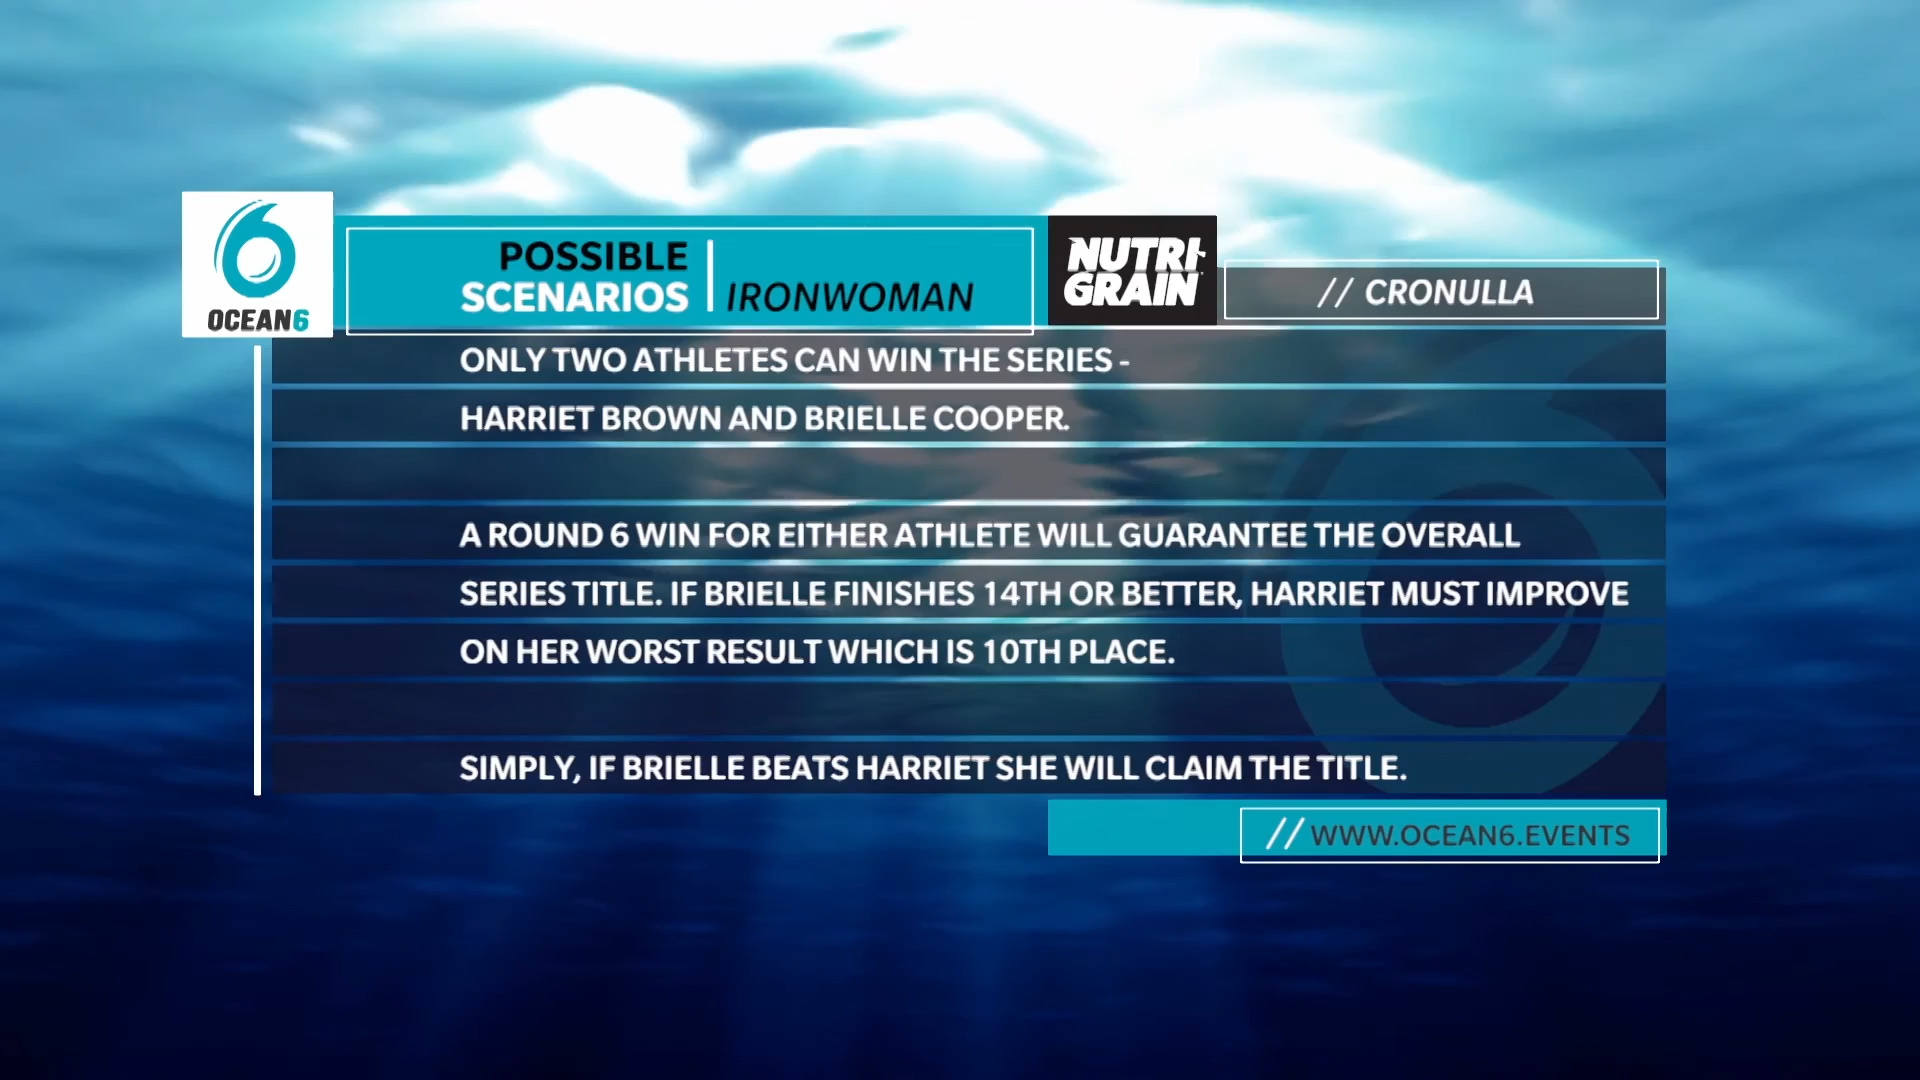 OCEAN6
POSSIBLE
SCENARIOS
IRONWOMAN
NUTRI-
GRAIN
// CRONULLA
ONLY TWO ATHLETES CAN WIN THE SERIES -
HARRIET BROWN AND BRIELLE COOPER.
A ROUND 6 WIN FOR EITHER ATHLETE WILL GUARANTEE THE OVERALL
SERIES TITLE. IF BRIELLE FINISHES 14TH OR BETTER, HARRIET MUST IMPROVE
ON HER WORST RESULT WHICH IS 10TH PLACE.
SIMPLY, IF BRIELLE BEATS HARRIET SHE WILL CLAIM THE TITLE.
// WWW.OCEAN6.EVENTS